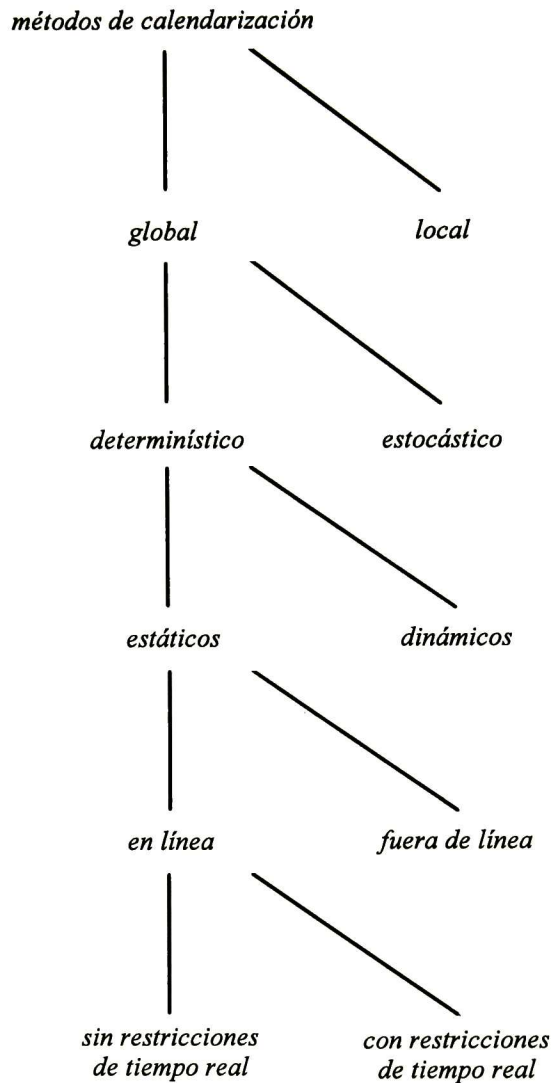 métodos de calendarización
global
local
determinístico
estocástico
estáticos
dinámicos
en línea
fuera de línea
sin restricciones
de tiempo real
con restricciones
de tiempo real